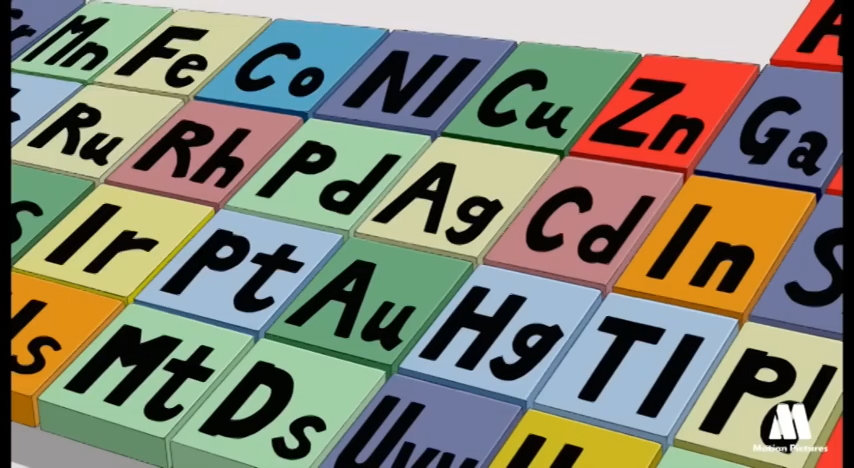 Mn Fe Co NI Cu Zn Ga
Ru Rh Pd Ag Cd In
Ir Pt Au Hg Tl
Mt Ds
M
Motion Pictures